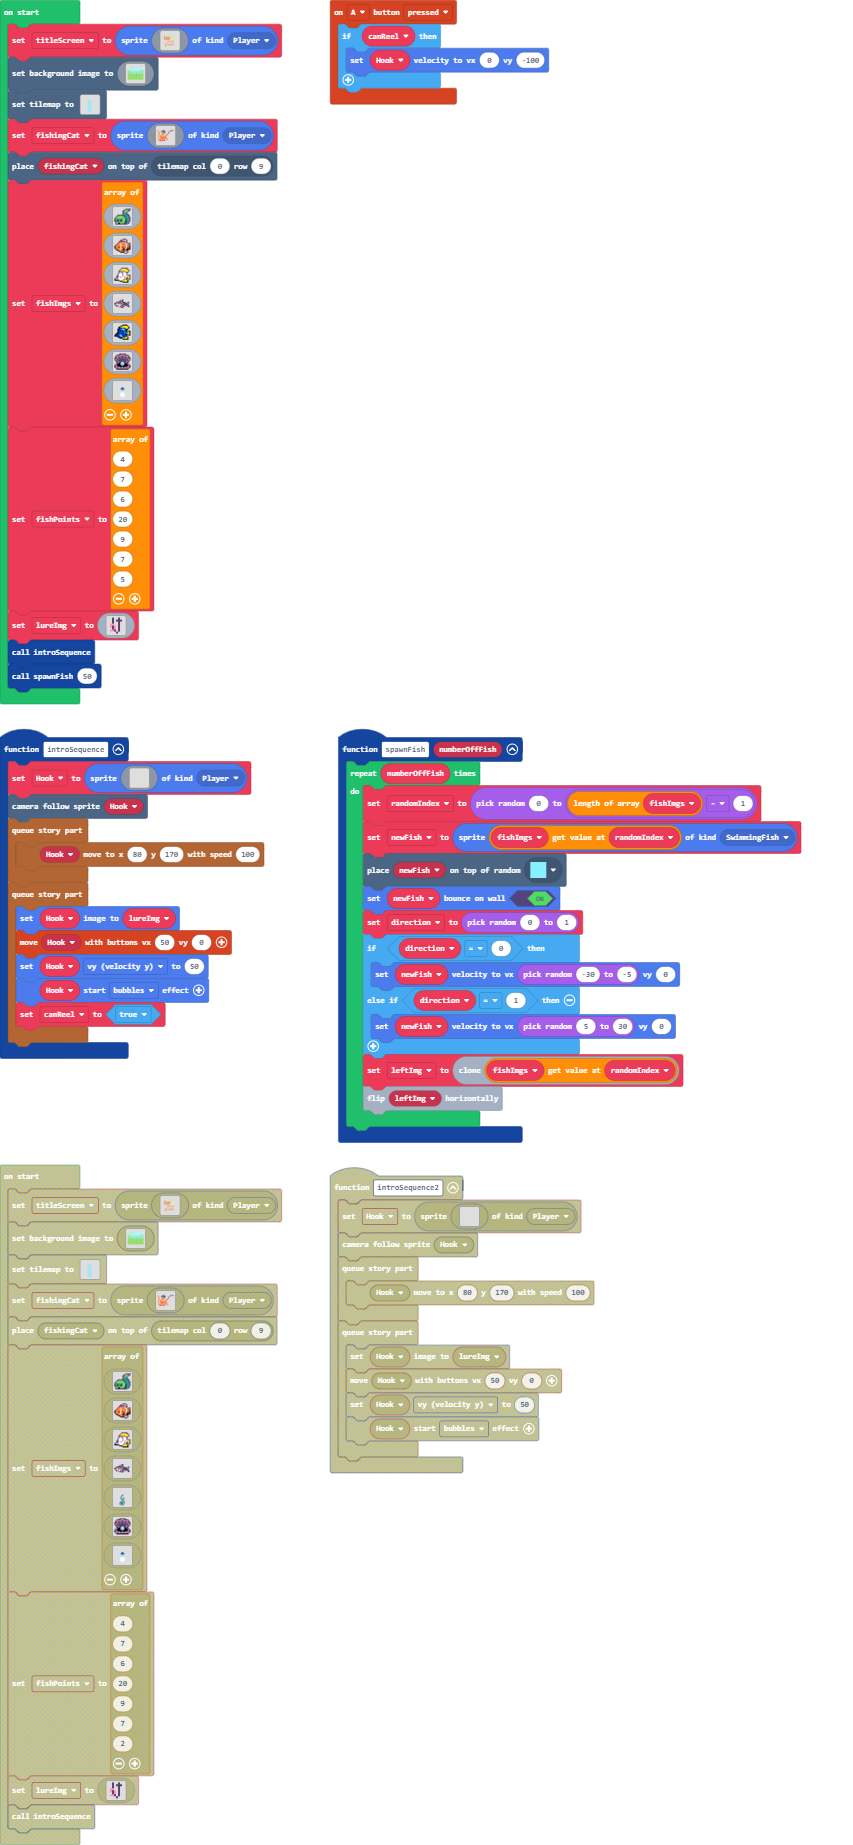 on start
set titleScreen to sprite of kind Player
set background image to
set tilemap to
set fishingCat to sprite of kind Player
place fishingCat on top of tilemap col 0 row 9
array of
set fishImgs to
array of
4
7
6
set fishPoints to 20
9
7
5
set lureImg to
call introSequence
call spawnFish 50
on A button pressed
if canReel then
set Hook velocity to vx 0 vy -100
function introSequence
set Hook to sprite of kind Player
camera follow sprite Hook
queue story part
Hook move to x 80 y 170 with speed 100
queue story part
set Hook image to lureImg
move Hook with buttons vx 50 vy 0
set Hook vy (velocity y) to 50
Hook start bubbles effect
set canReel to true
function spawnFish numberOfFish
repeat numberOfFish times
do
set randomIndex to pick random 0 to length of array fishImgs - 1
set newFish to sprite fishImgs get value at randomIndex of kind SwimmingFish
place newFish on top of random
set newFish bounce on wall ON
set direction to pick random 0 to 1
if direction = 0 then
set newFish velocity to vx pick random -30 to -5 vy 0
else if direction = 1 then
set newFish velocity to vx pick random 5 to 30 vy 0
set leftImg to clone fishImgs get value at randomIndex
flip leftImg horizontally
on start
set titleScreen to sprite of kind Player
set background image to
set tilemap to
set fishingCat to sprite of kind Player
place fishingCat on top of tilemap col 0 row 9
array of
set fishImgs to
array of
4
7
6
set fishPoints to 20
9
7
2
set lureImg to
call introSequence
function introSequence2
set Hook to sprite of kind Player
camera follow sprite Hook
queue story part
Hook move to x 80 y 170 with speed 100
queue story part
set Hook image to lureImg
move Hook with buttons vx 50 vy 0
set Hook vy (velocity y) to 50
Hook start bubbles effect